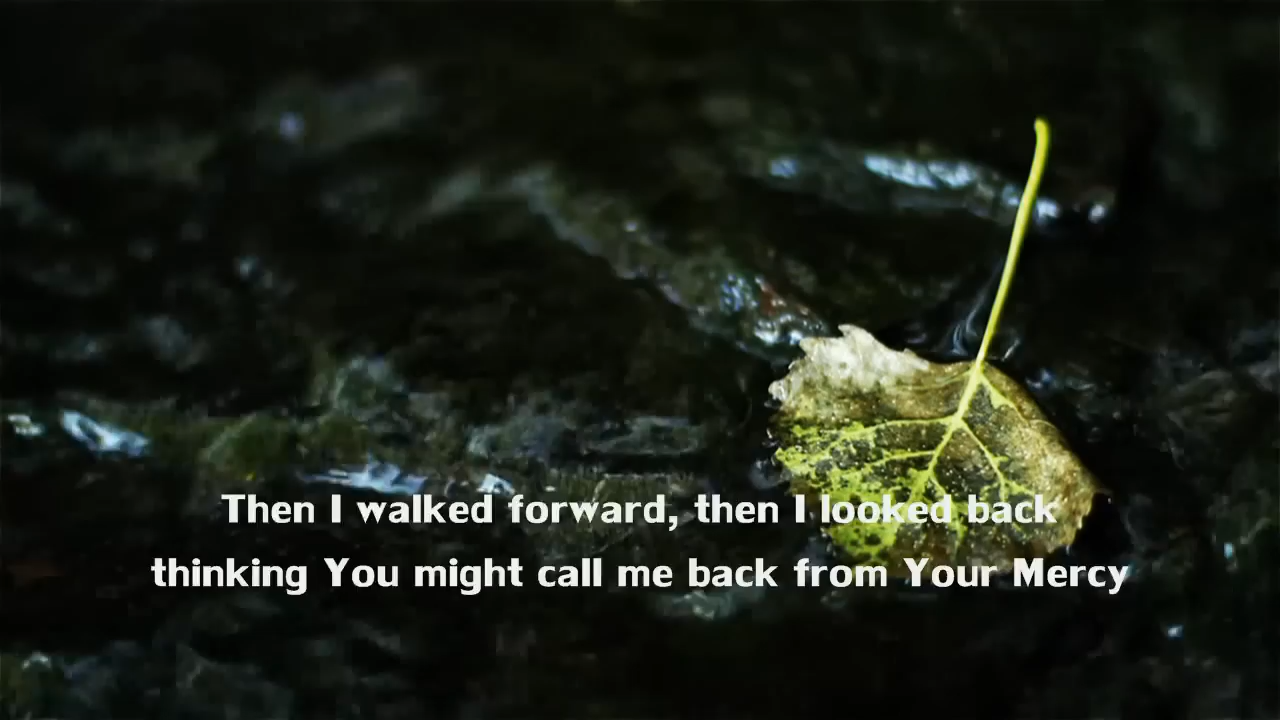 Then I walked forward, then I looked back
thinking You might call me back from Your Mercy